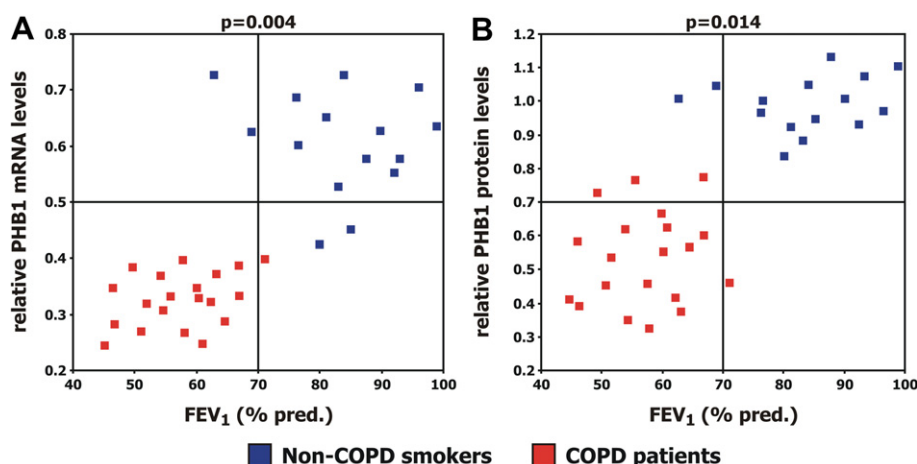 A
p=0.004
relative PHB1 mRNA levels
0.8
0.7
0.6
0.5
0.4
0.3
0.2
40 50 60 70 80 90 100
FEV₁ (% pred.)
B
p=0.014
relative PHB1 protein levels
1.2
1.1
1.0
0.9
0.8
0.7
0.6
0.5
0.4
0.3
0.2
40 50 60 70 80 90 100
FEV₁ (% pred.)
Non-COPD smokers
COPD patients